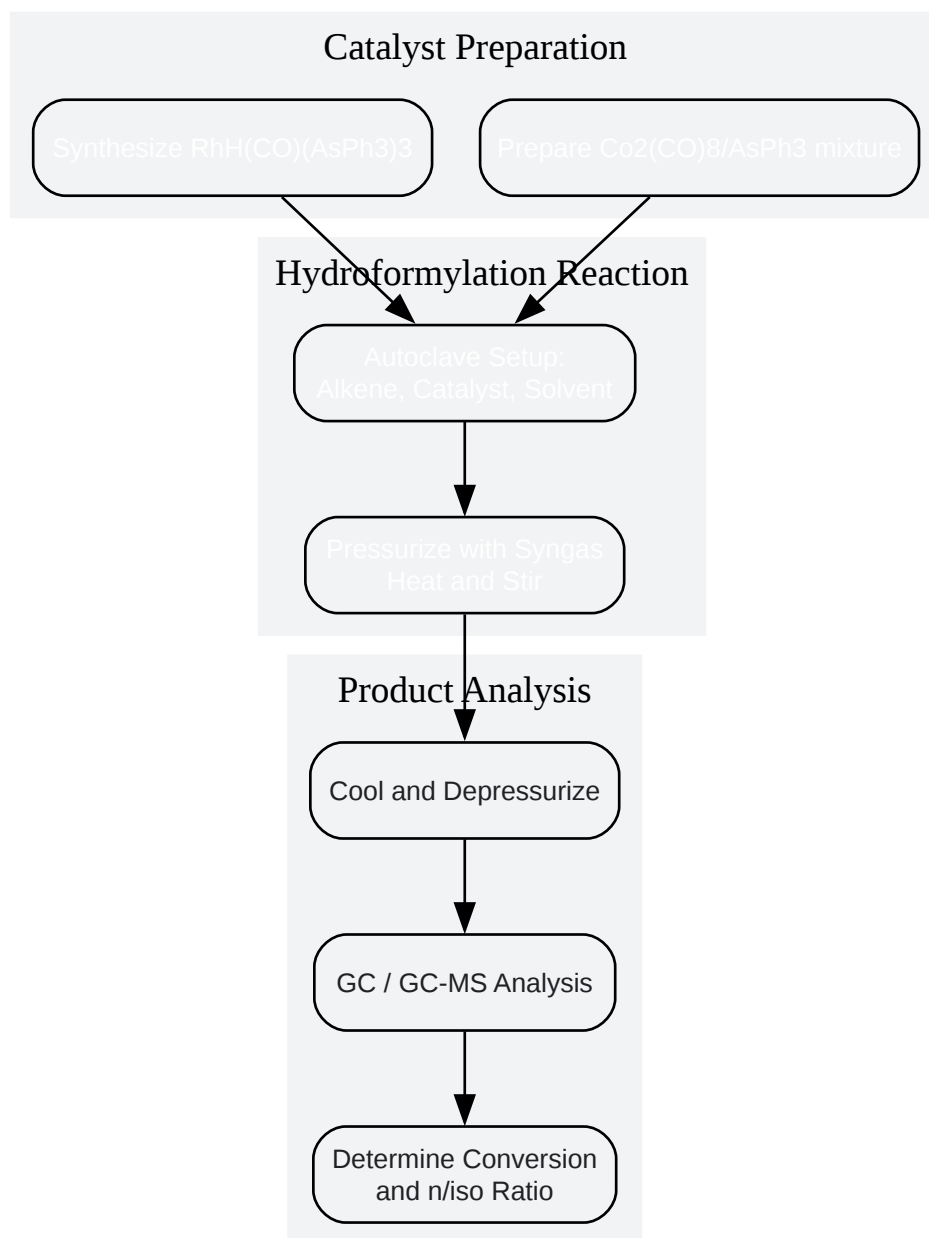 Catalyst Preparation
Synthesize RhH(CO)(AsPh3)3
Prepare Co2(CO)8/AsPh3 mixture
Hydroformylation Reaction
Autoclave Setup:
Alkene, Catalyst, Solvent
Pressurize with Syngas
Heat and Stir
Product Analysis
Cool and Depressurize
GC / GC-MS Analysis
Determine Conversion
and n/iso Ratio